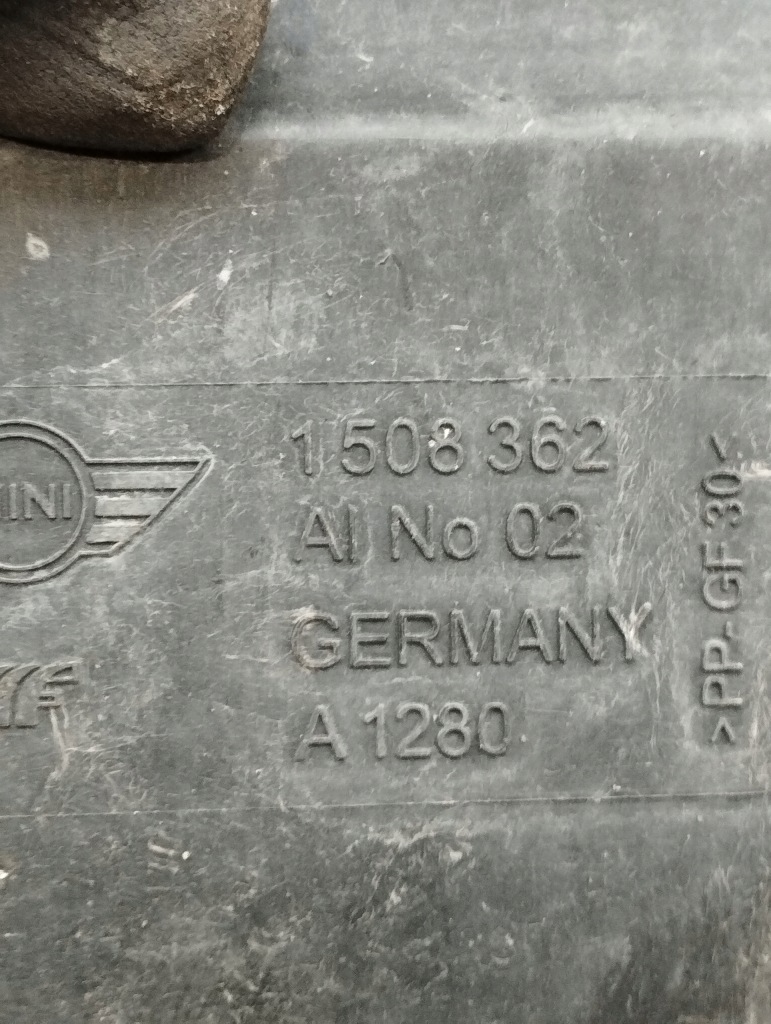 MINI
1 508 362
AI No 02
GERMANY
A 1280
>PP-GF 30<